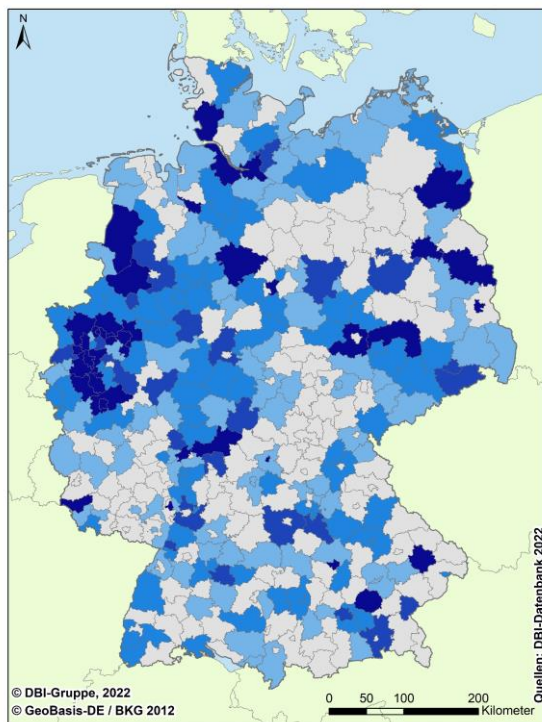 N
Quellen: DBI-Datenbank 2022
© DBI-Gruppe, 2022
© GeoBasis-DE / BKG 2012
0 50 100 200
Kilometer